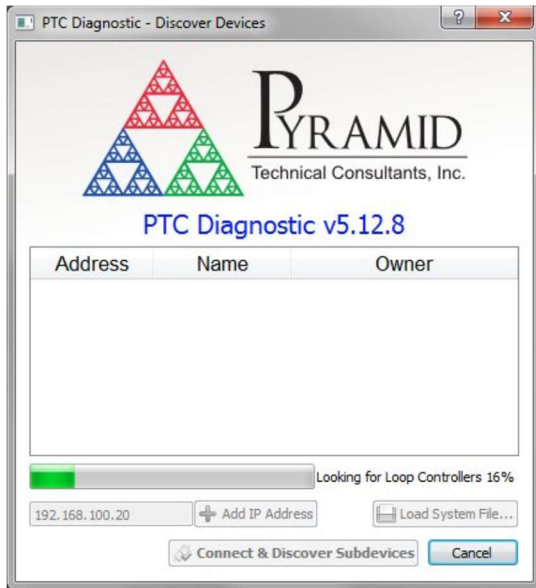 PTC Diagnostic - Discover Devices
PYRAMID
Technical Consultants, Inc.
PTC Diagnostic v5.12.8
Address Name Owner
Looking for Loop Controllers 16%
192.168.100.20 Add IP Address Load System File...
Connect & Discover Subdevices Cancel